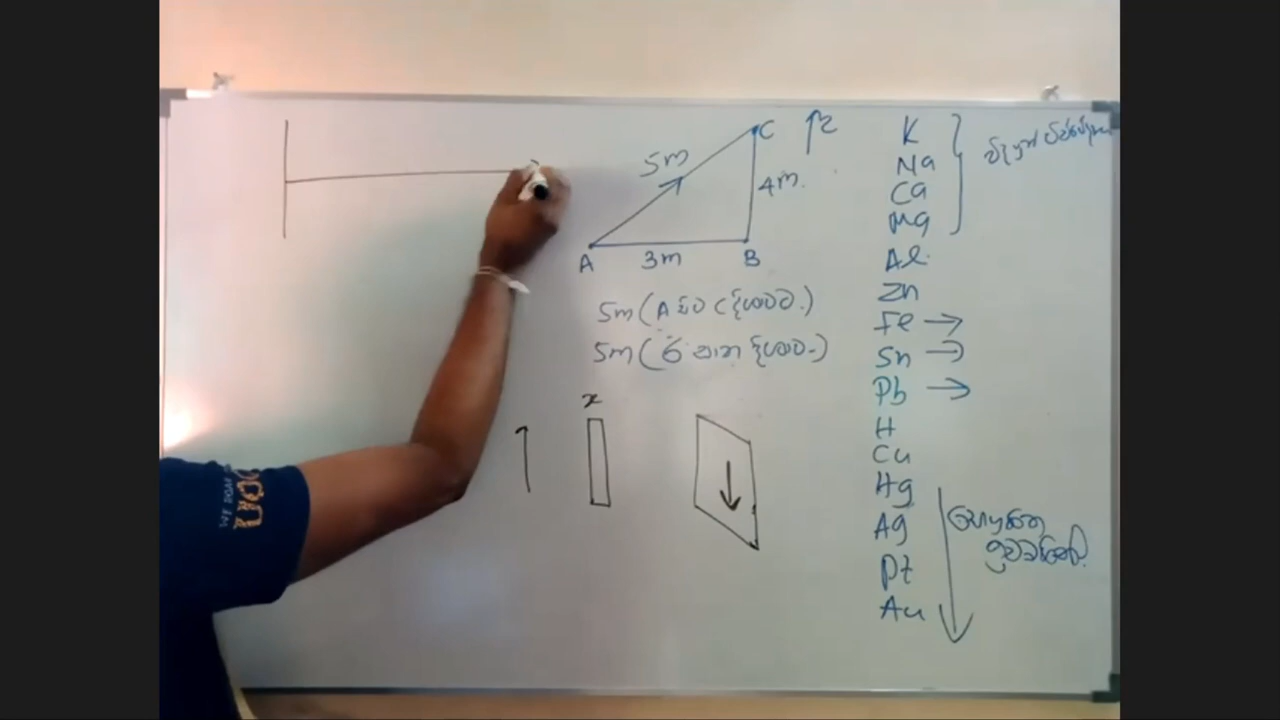 C
උ
5m
4m.
A
3m
B
5m (A සිට C දිශාවට.)
5m (ඊසාන දිශාවට.)
x
K
Na
Ca
Mg
Al
Zn
Fe →
Sn →
Pb →
H
Cu
Hg
Ag
Pt
Au